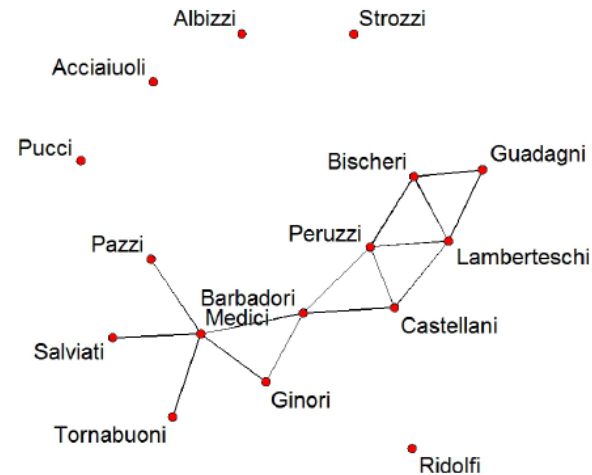 Albizzi
Strozzi
Acciaiuoli
Pucci
Bischeri
Guadagni
Pazzi
Peruzzi
Lamberteschi
Barbadori
Medici
Castellani
Salviati
Ginori
Tornabuoni
Ridolfi